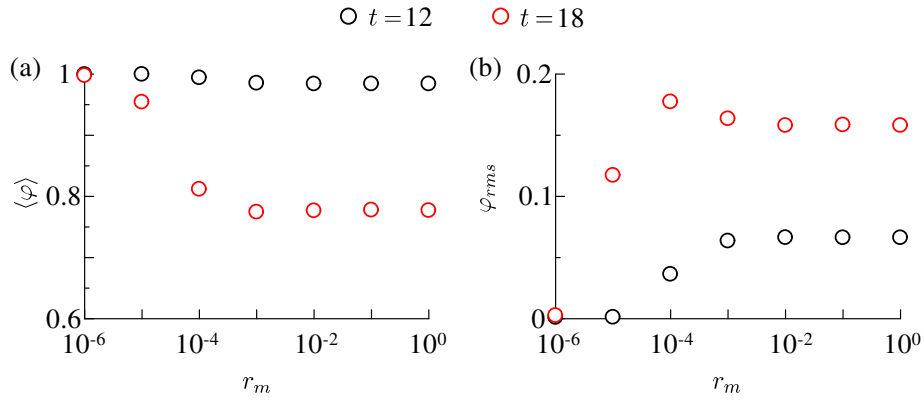 t = 12 t = 18
(a) (b)
1 0.2
⟨φ⟩ 0.8 φrms 0.1
0.6 0
10⁻⁶ 10⁻⁴ 10⁻² 10⁰ 10⁻⁶ 10⁻⁴ 10⁻² 10⁰
rₘ rₘ